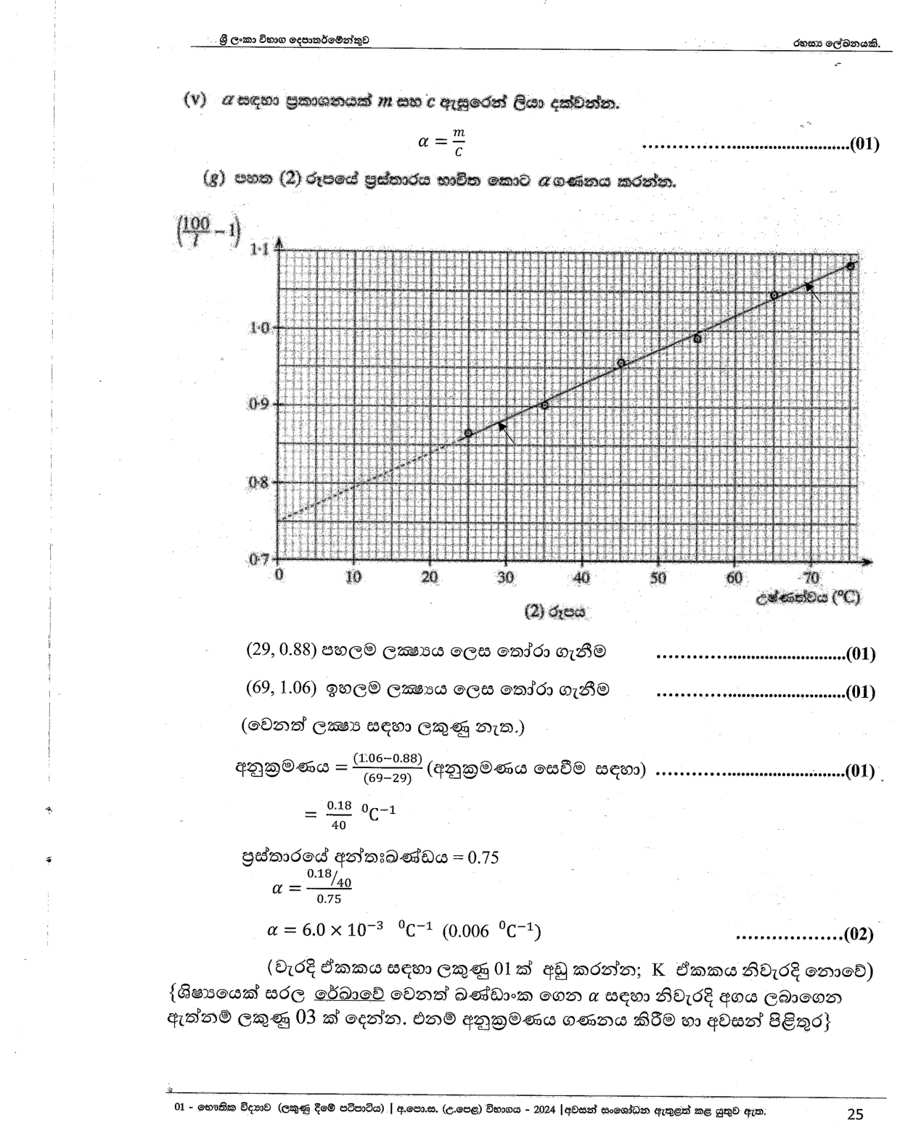 ශ්‍රී ලංකා විභාග දෙපාර්තමේන්තුව රහස්‍ය ලේඛනයකි.
(v) α සඳහා ප්‍රකාශනයක් m සහ c ඇසුරෙන් ලියා දක්වන්න.
α = m/C ...............................................(01)
(g) පහත (2) රූපයේ ප්‍රස්තාරය භාවිත කොට α ගණනය කරන්න.
(100/l − 1)
1·1
1·0
0·9
0·8
0·7
0 10 20 30 40 50 60 70
උෂ්ණත්වය (°C)
(2) රූපය
(29, 0.88) පහලම ලක්‍ෂ්‍යය ලෙස තෝරා ගැනීම ...........................................(01)
(69, 1.06) ඉහලම ලක්‍ෂ්‍යය ලෙස තෝරා ගැනීම ...........................................(01)
(වෙනත් ලක්‍ෂ්‍ය සඳහා ලකුණු නැත.)
අනුක්‍රමණය = (1.06−0.88)/(69−29) (අනුක්‍රමණය සෙවීම සඳහා) ...........................................(01)
= 0.18/40 ⁰C⁻¹
ප්‍රස්තාරයේ අන්තඃඛණ්ඩය = 0.75
α = (0.18/40)/0.75
α = 6.0 × 10⁻³ ⁰C⁻¹ (0.006 ⁰C⁻¹) ..................(02)
(වැරදි ඒකකය සඳහා ලකුණු 01 ක් අඩු කරන්න; K ඒකකය නිවැරදි නොවේ)
{ශිෂ්‍යයෙක් සරල රේඛාවේ වෙනත් ඛණ්ඩාංක ගෙන α සඳහා නිවැරදි අගය ලබාගෙන
ඇත්නම් ලකුණු 03 ක් දෙන්න. එනම් අනුක්‍රමණය ගණනය කිරීම හා අවසන් පිළිතුර}
01 - භෞතික විද්‍යාව (ලකුණු දීමේ පටිපාටිය) | අ.පො.ස. (උ.පෙළ) විභාගය - 2024 | අවසන් සංශෝධන ඇතුළත් කළ යුතුව ඇත. 25